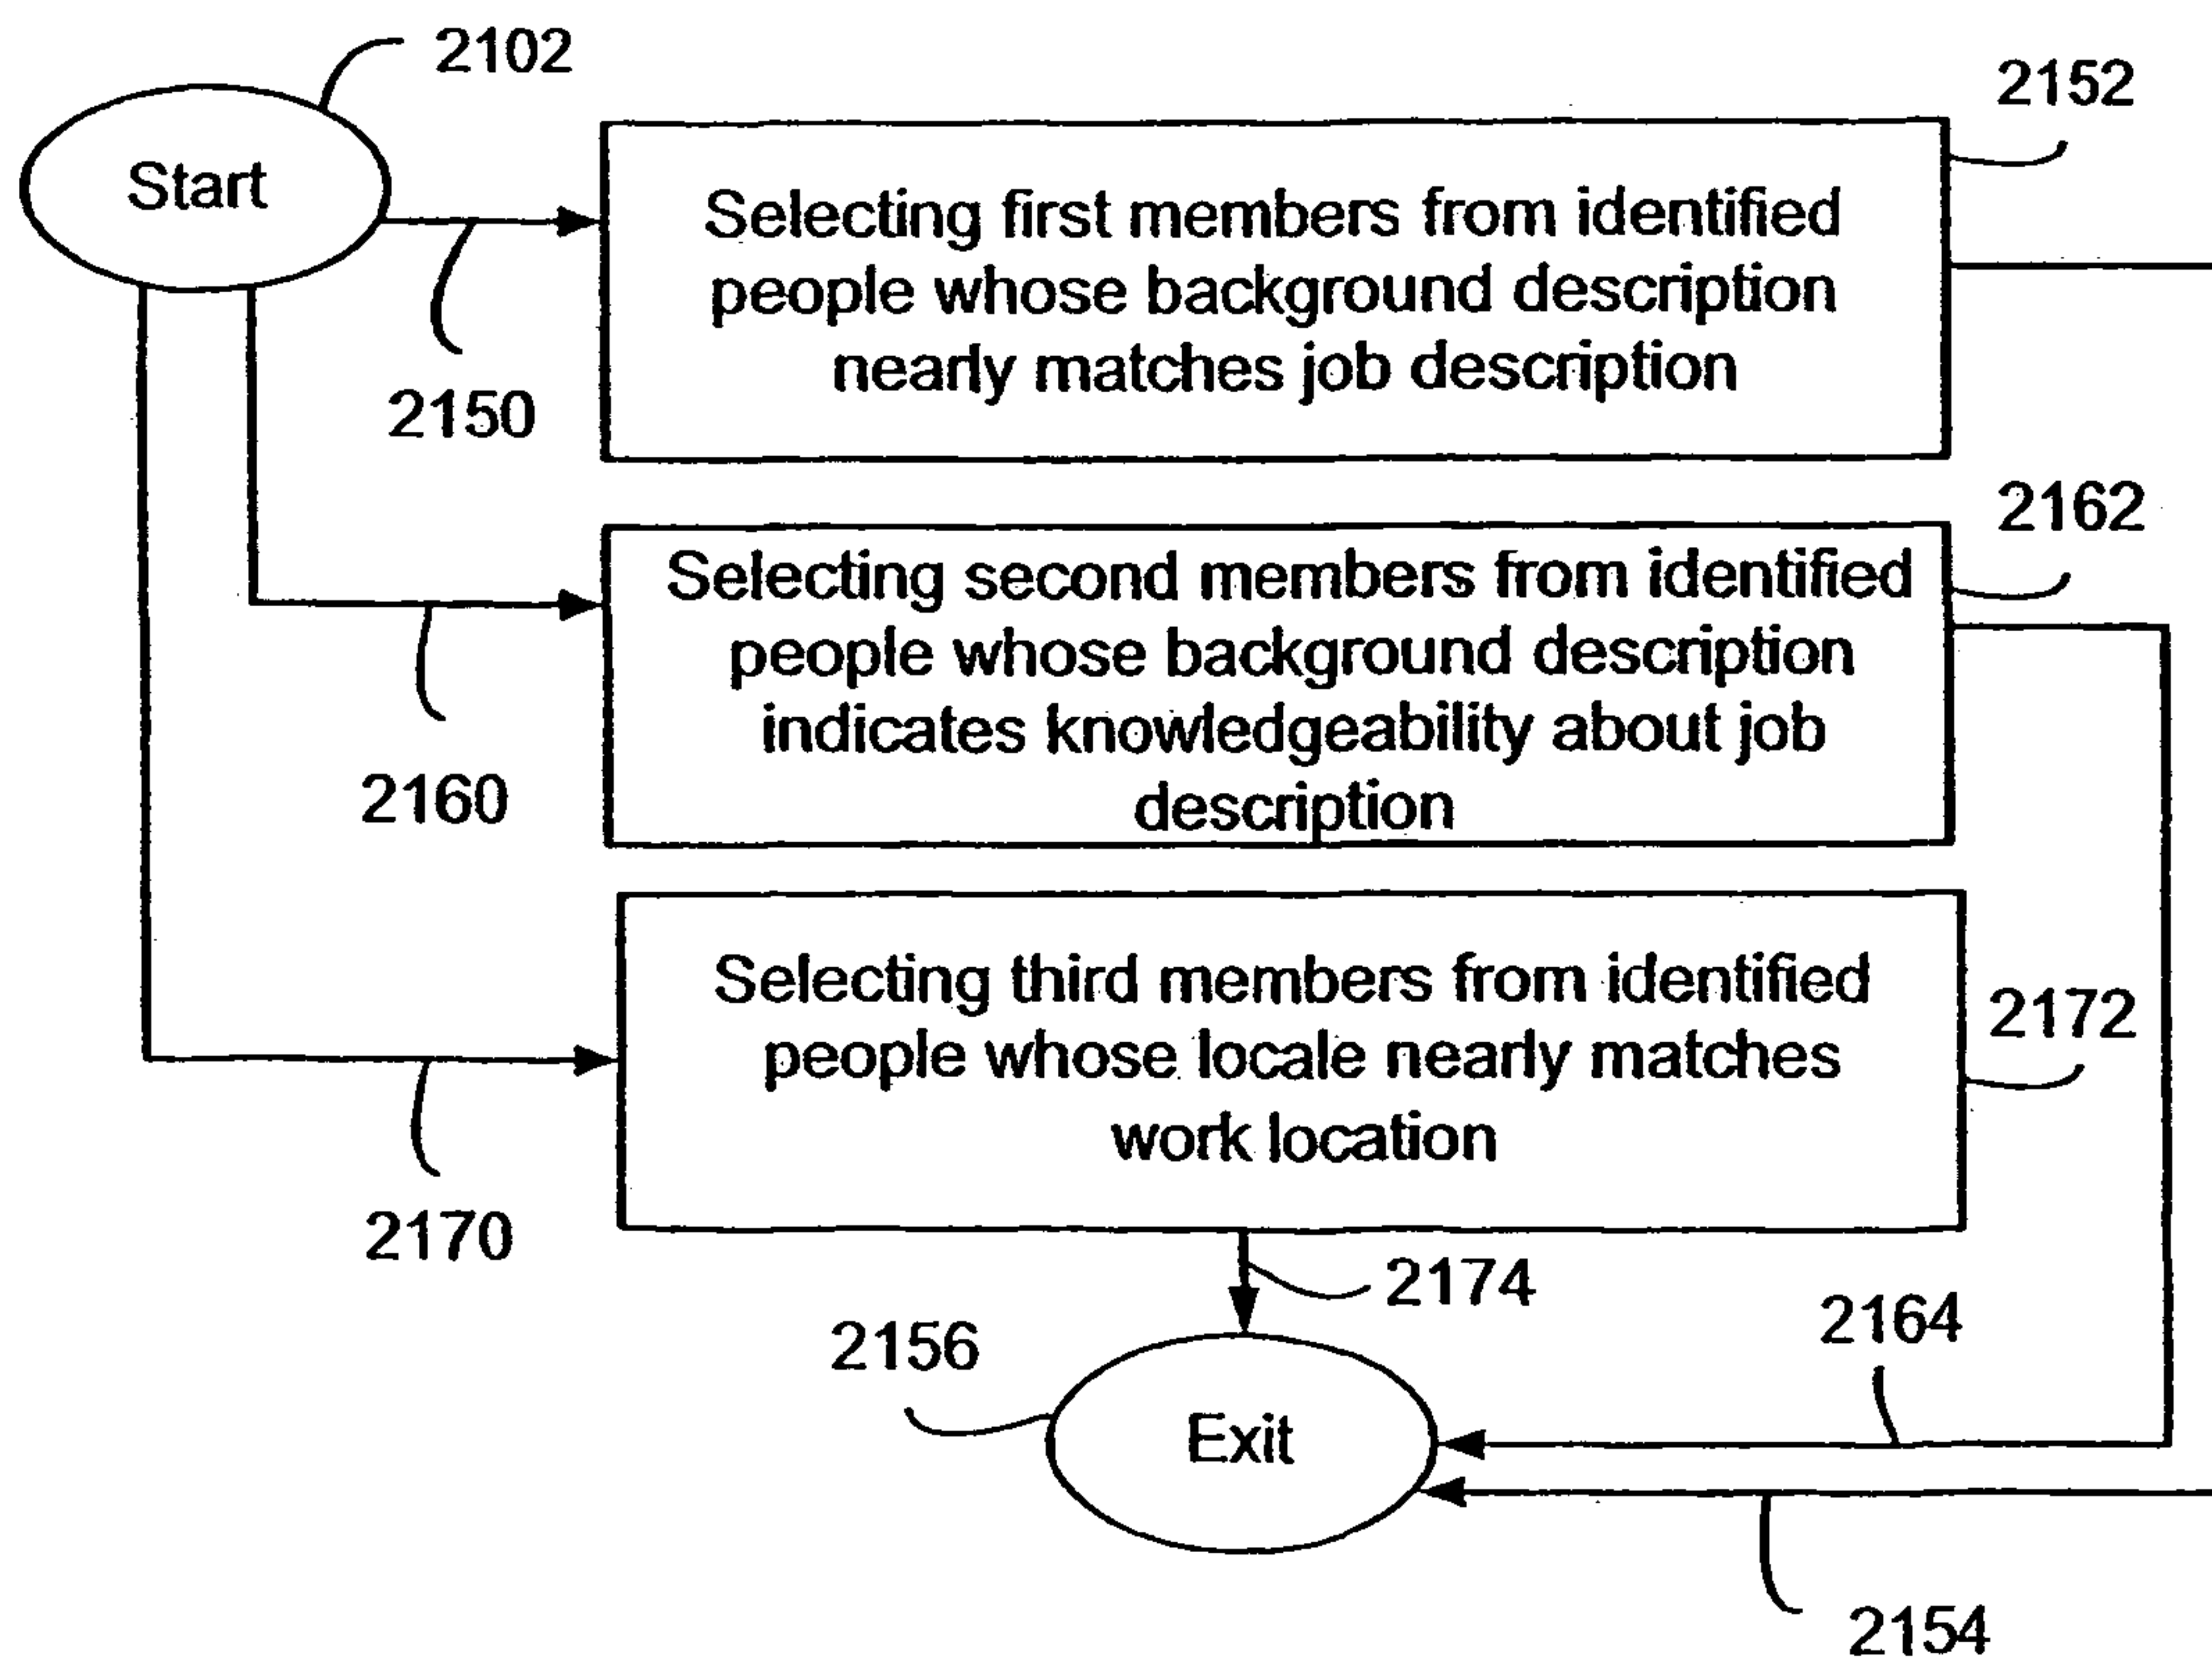 2102
Start
2152
Selecting first members from identified
people whose background description
nearly matches job description
2150
2162
Selecting second members from identified
people whose background description
indicates knowledgeability about job
description
2160
Selecting third members from identified
people whose locale nearly matches
work location
2172
2170
2174
2164
2156
Exit
2154